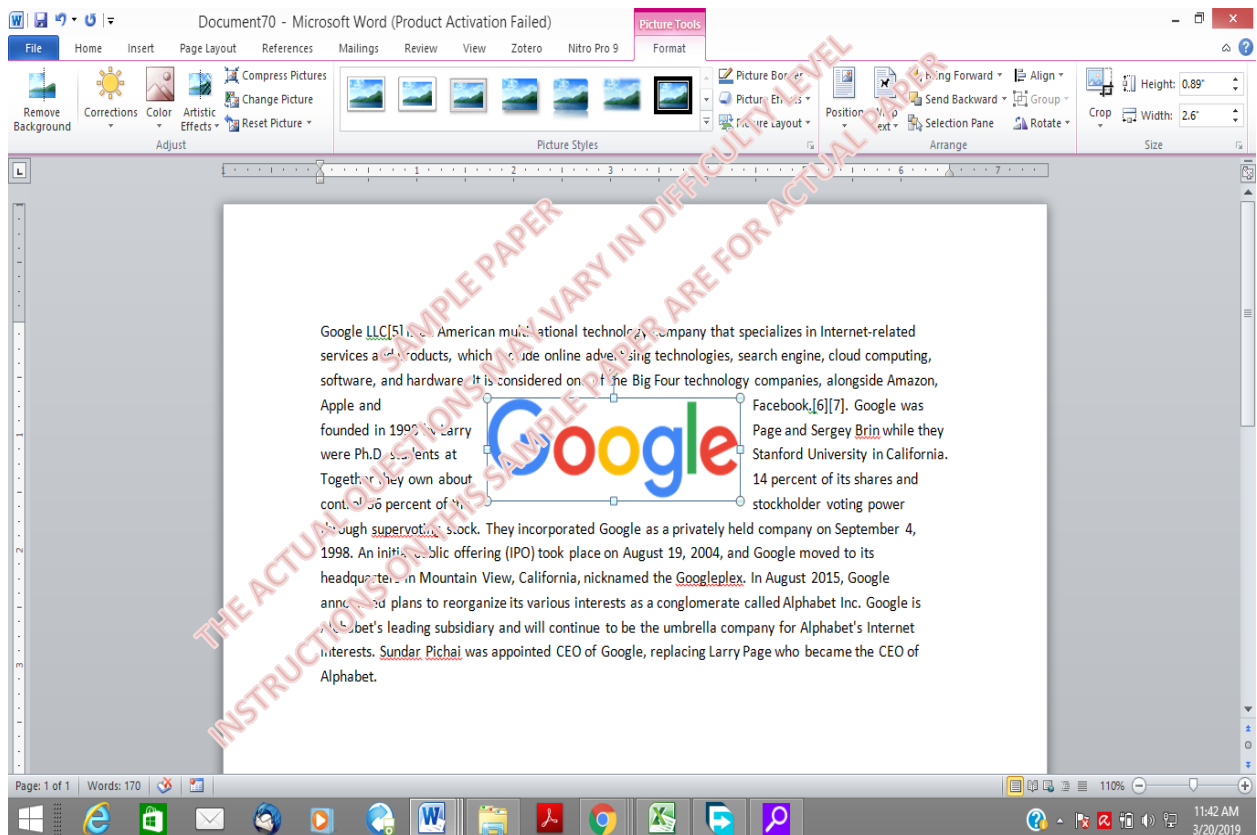 Document70 - Microsoft Word (Product Activation Failed)
Picture Tools
File Home Insert Page Layout References Mailings Review View Zotero Nitro Pro 9 Format
Remove Background
Corrections
Color
Artistic Effects
Compress Pictures
Change Picture
Reset Picture
Adjust
Picture Styles
Picture Border
Picture Effects
Picture Layout
Position
Bring Forward
Send Backward
Selection Pane
Align
Group
Rotate
Arrange
Crop
Height: 0.89"
Width: 2.6"
Size
SAMPLE PAPER
THE ACTUAL QUESTIONS MAY VARY IN DIFFICULTY LEVEL
INSTRUCTIONS ON THIS SAMPLE PAPER ARE FOR ACTUAL PAPER
Google LLC[5] American multinational technology company that specializes in Internet-related
services and products, which include online advertising technologies, search engine, cloud computing,
software, and hardware. It is considered one of the Big Four technology companies, alongside Amazon,
Apple and Facebook.[6][7]. Google was
founded in 1998 by Larry Page and Sergey Brin while they
were Ph.D. students at Stanford University in California.
Together they own about 14 percent of its shares and
control 56 percent of the stockholder voting power
through supervoting stock. They incorporated Google as a privately held company on September 4,
1998. An initial public offering (IPO) took place on August 19, 2004, and Google moved to its
headquarters in Mountain View, California, nicknamed the Googleplex. In August 2015, Google
announced plans to reorganize its various interests as a conglomerate called Alphabet Inc. Google is
Alphabet's leading subsidiary and will continue to be the umbrella company for Alphabet's Internet
interests. Sundar Pichai was appointed CEO of Google, replacing Larry Page who became the CEO of
Alphabet.
Google
Page: 1 of 1 Words: 170 110%
11:42 AM
3/20/2019